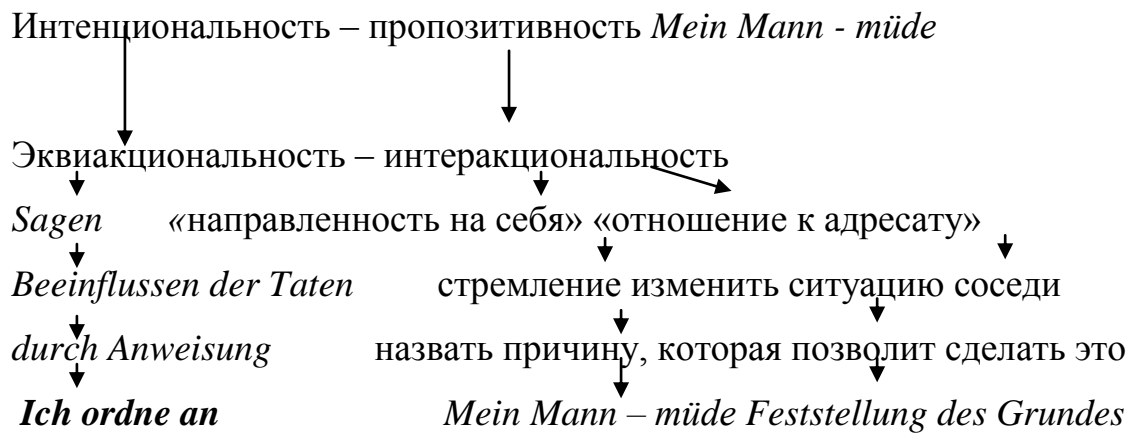 Интенциональность – пропозитивность Mein Mann - müde
Эквиакциональность – интеракциональность
Sagen «направленность на себя» «отношение к адресату»
Beeinflussen der Taten стремление изменить ситуацию соседи
durch Anweisung назвать причину, которая позволит сделать это
Ich ordne an Mein Mann – müde Feststellung des Grundes